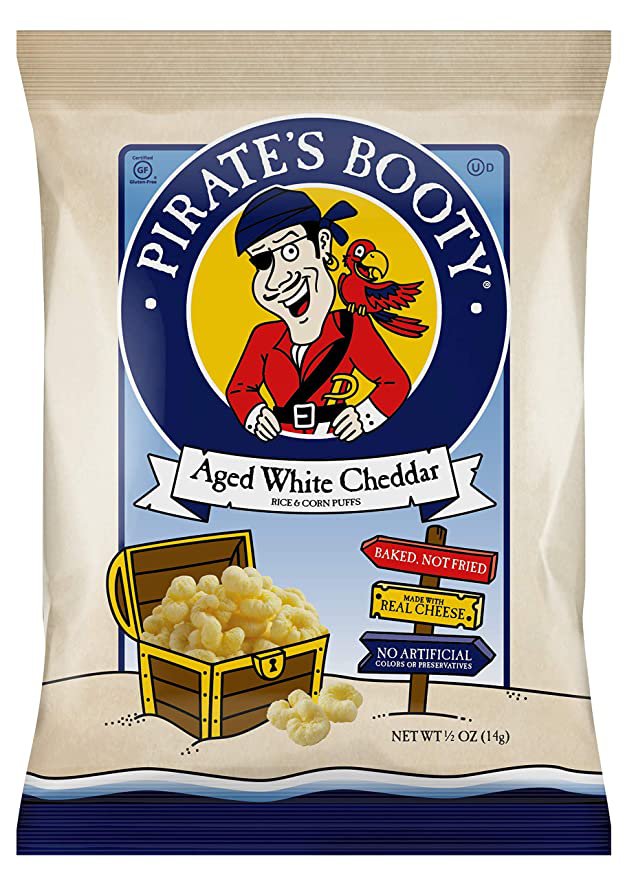 Certified
GF
Gluten-Free
®
U D
PIRATE'S BOOTY®
Aged White Cheddar
RICE & CORN PUFFS
BAKED, NOT FRIED
MADE WITH
REAL CHEESE
NO ARTIFICIAL
COLORS OR PRESERVATIVES
NET WT ½ OZ (14g)